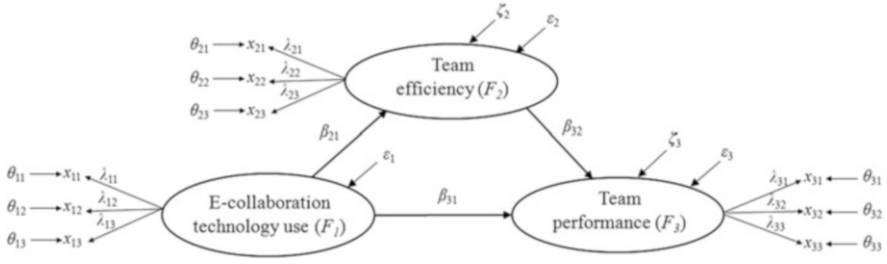 ζ2
ε2
θ21 x21 λ21
Team
efficiency (F2)
θ22 x22 λ22
θ23 x23 λ23
β21
β32
ε1
ζ3
ε3
θ11 x11 λ11
θ12 x12 λ12
θ13 x13 λ13
E-collaboration
technology use (F1)
β31
Team
performance (F3)
λ31 x31 θ31
λ32 x32 θ32
λ33 x33 θ33